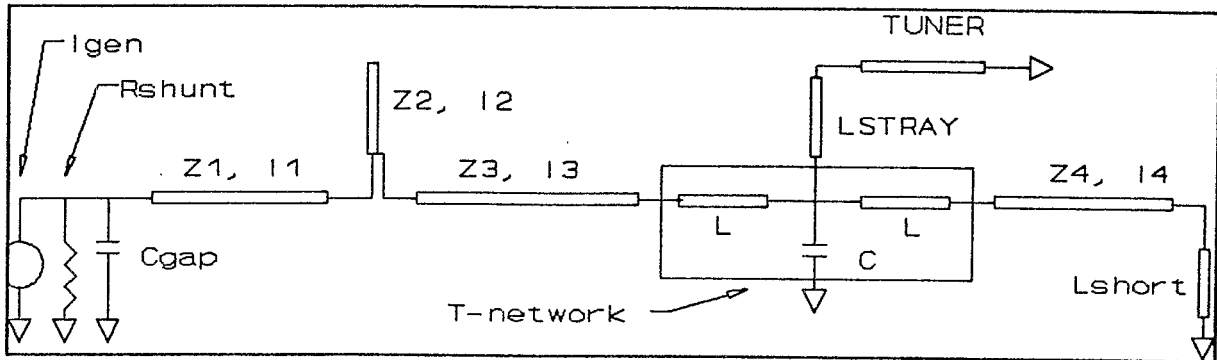 TUNER
Igen
Rshunt
Z2, l2
LSTRAY
Z1, l1
Z3, l3
Z4, l4
L
L
Cgap
C
Lshort
T-network